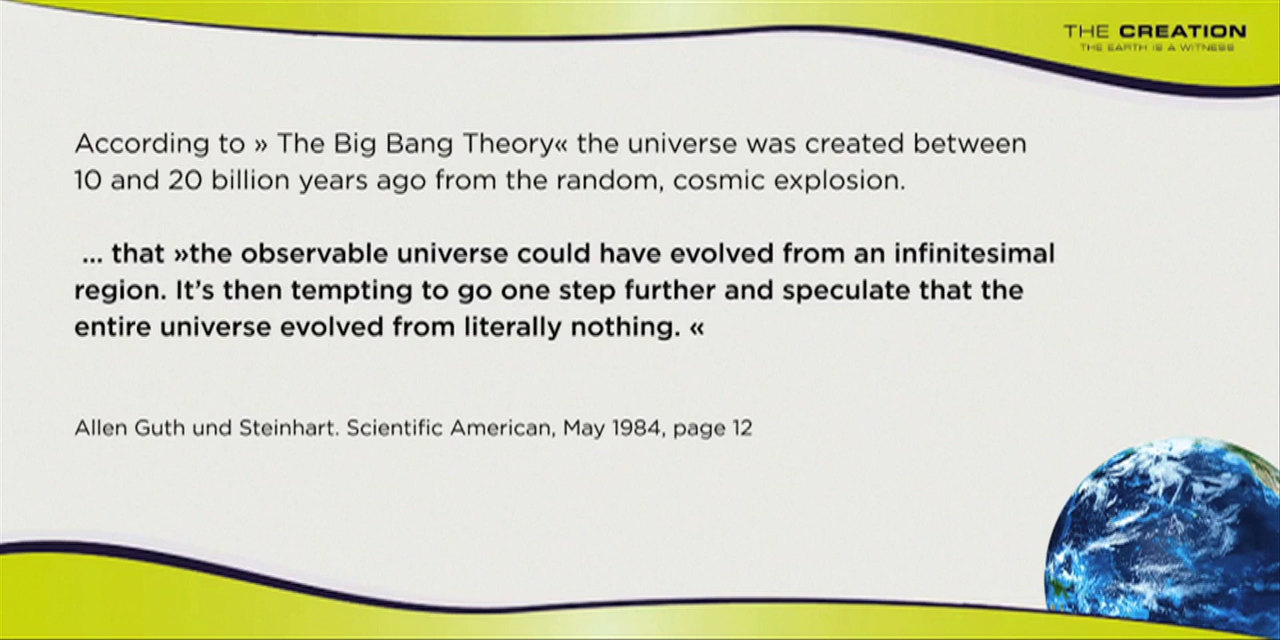 THE CREATION
THE EARTH IS A WITNESS
According to » The Big Bang Theory« the universe was created between
10 and 20 billion years ago from the random, cosmic explosion.
... that »the observable universe could have evolved from an infinitesimal
region. It’s then tempting to go one step further and speculate that the
entire universe evolved from literally nothing. «
Allen Guth und Steinhart. Scientific American, May 1984, page 12